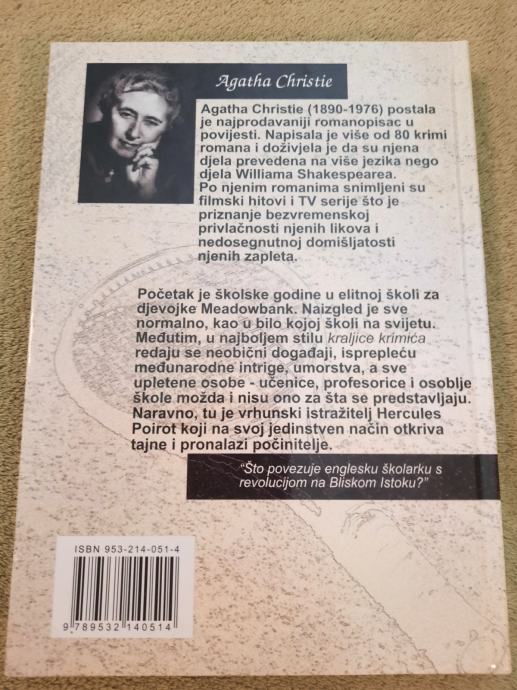 Agatha Christie
Agatha Christie (1890-1976) postala
je najprodavaniji romanopisac u
povijesti. Napisala je više od 80 krimi
romana i doživjela je da su njena
djela prevedena na više jezika nego
djela Williama Shakespearea.
Po njenim romanima snimljeni su
filmski hitovi i TV serije što je
priznanje bezvremenskoj
privlačnosti njenih likova i
nedosegnutnoj domišljatosti
njenih zapleta.
Početak je školske godine u elitnoj školi za
djevojke Meadowbank. Naizgled je sve
normalno, kao u bilo kojoj školi na svijetu.
Međutim, u najboljem stilu kraljice krimića
redaju se neobični događaji, isprepleću
međunarodne intrige, umorstva, a sve
upletene osobe - učenice, profesorice i osoblje
škole možda i nisu ono za šta se predstavljaju.
Naravno, tu je vrhunski istražitelj Hercules
Poirot koji na svoj jedinstven način otkriva
tajne i pronalazi počinitelje.
"Što povezuje englesku školarku s
revolucijom na Bliskom Istoku?"
ISBN 953-214-051-4
9 789532 140514